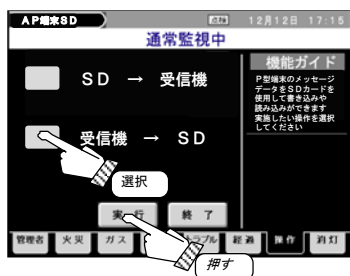 AP端末SD 12月12日 17:15
通常監視中
SD → 受信機
受信機 → SD
選択
実行 終了
機能ガイド
P型端末のメッセージ
データをSDカードを
使用して書き込みや
読み込みができます
実施したい操作を選択
してください
管理者 火災 ガス トラブル 経過 操作 消灯
押す